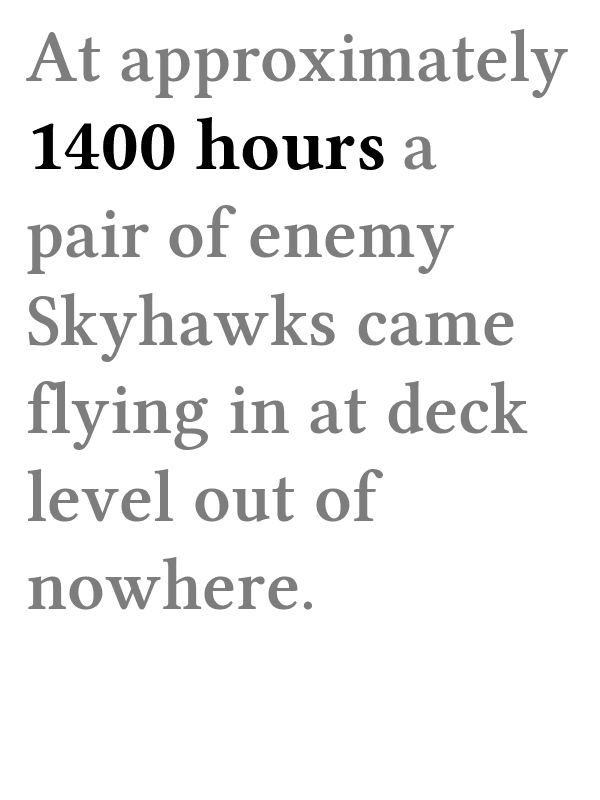 At approximately
1400 hours a
pair of enemy
Skyhawks came
flying in at deck
level out of
nowhere.